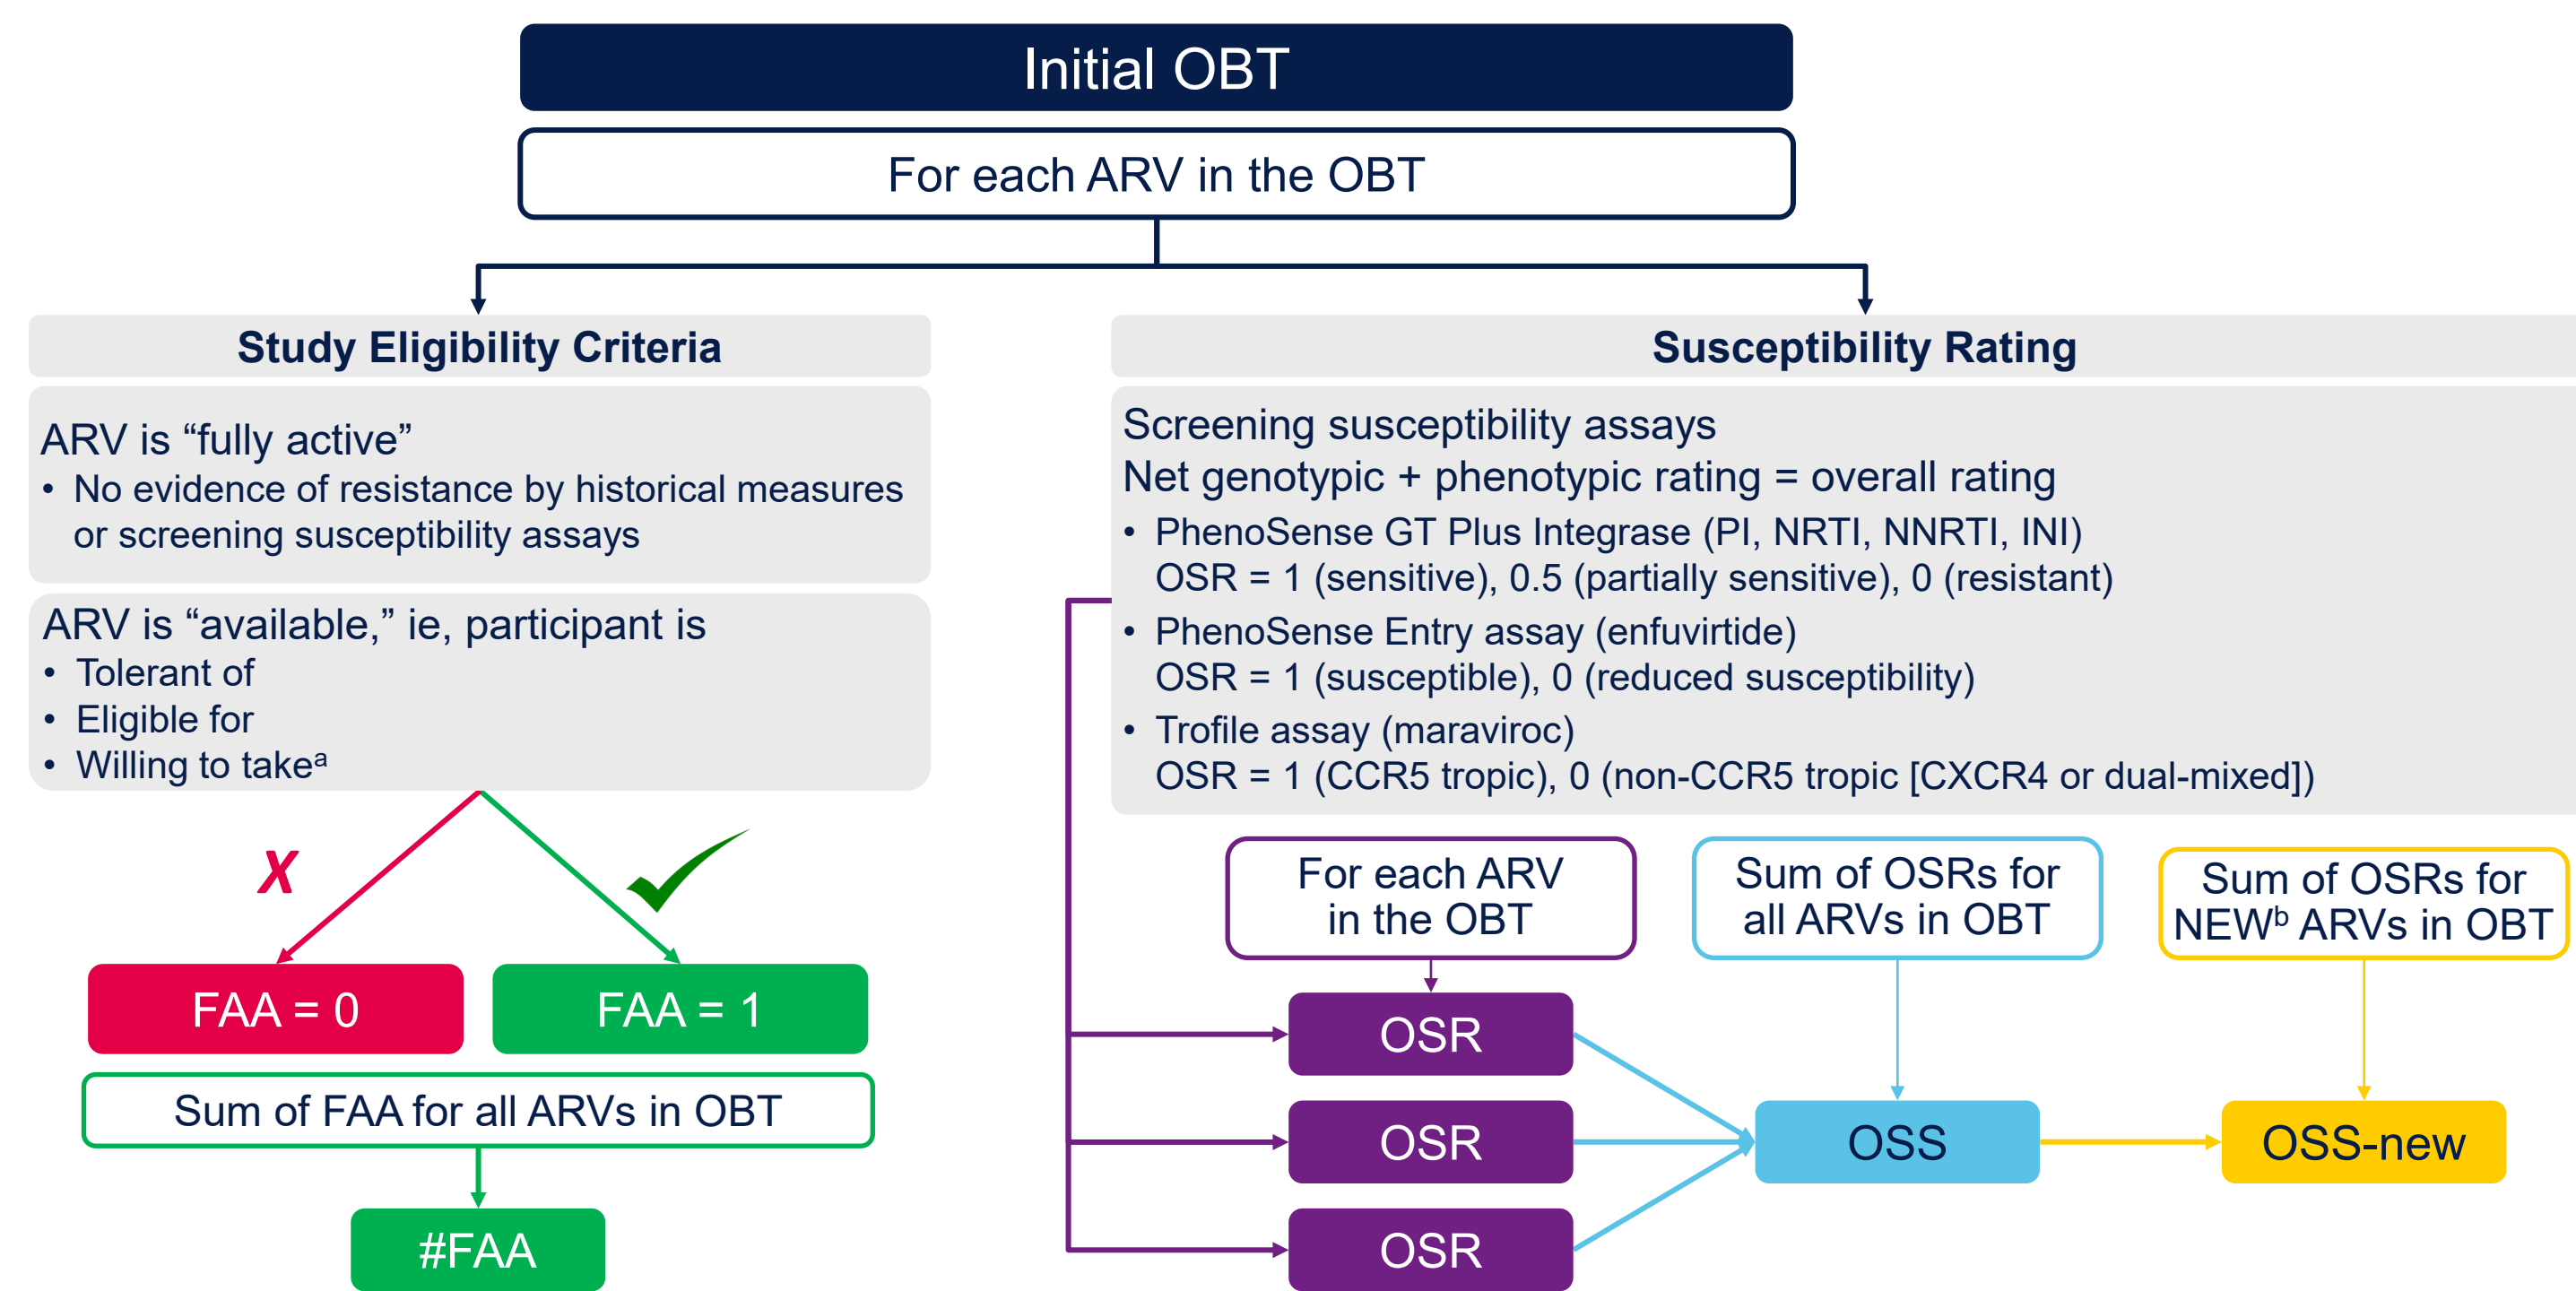 Initial OBT
For each ARV in the OBT
Study Eligibility Criteria
ARV is “fully active”
• No evidence of resistance by historical measures
or screening susceptibility assays
ARV is “available,” ie, participant is
• Tolerant of
• Eligible for
• Willing to takeᵃ
X
FAA = 0
FAA = 1
Sum of FAA for all ARVs in OBT
#FAA
Susceptibility Rating
Screening susceptibility assays
Net genotypic + phenotypic rating = overall rating
• PhenoSense GT Plus Integrase (PI, NRTI, NNRTI, INI)
OSR = 1 (sensitive), 0.5 (partially sensitive), 0 (resistant)
• PhenoSense Entry assay (enfuvirtide)
OSR = 1 (susceptible), 0 (reduced susceptibility)
• Trofile assay (maraviroc)
OSR = 1 (CCR5 tropic), 0 (non-CCR5 tropic [CXCR4 or dual-mixed])
For each ARV
in the OBT
Sum of OSRs for
all ARVs in OBT
Sum of OSRs for
NEWᵇ ARVs in OBT
OSR
OSR
OSR
OSS
OSS-new